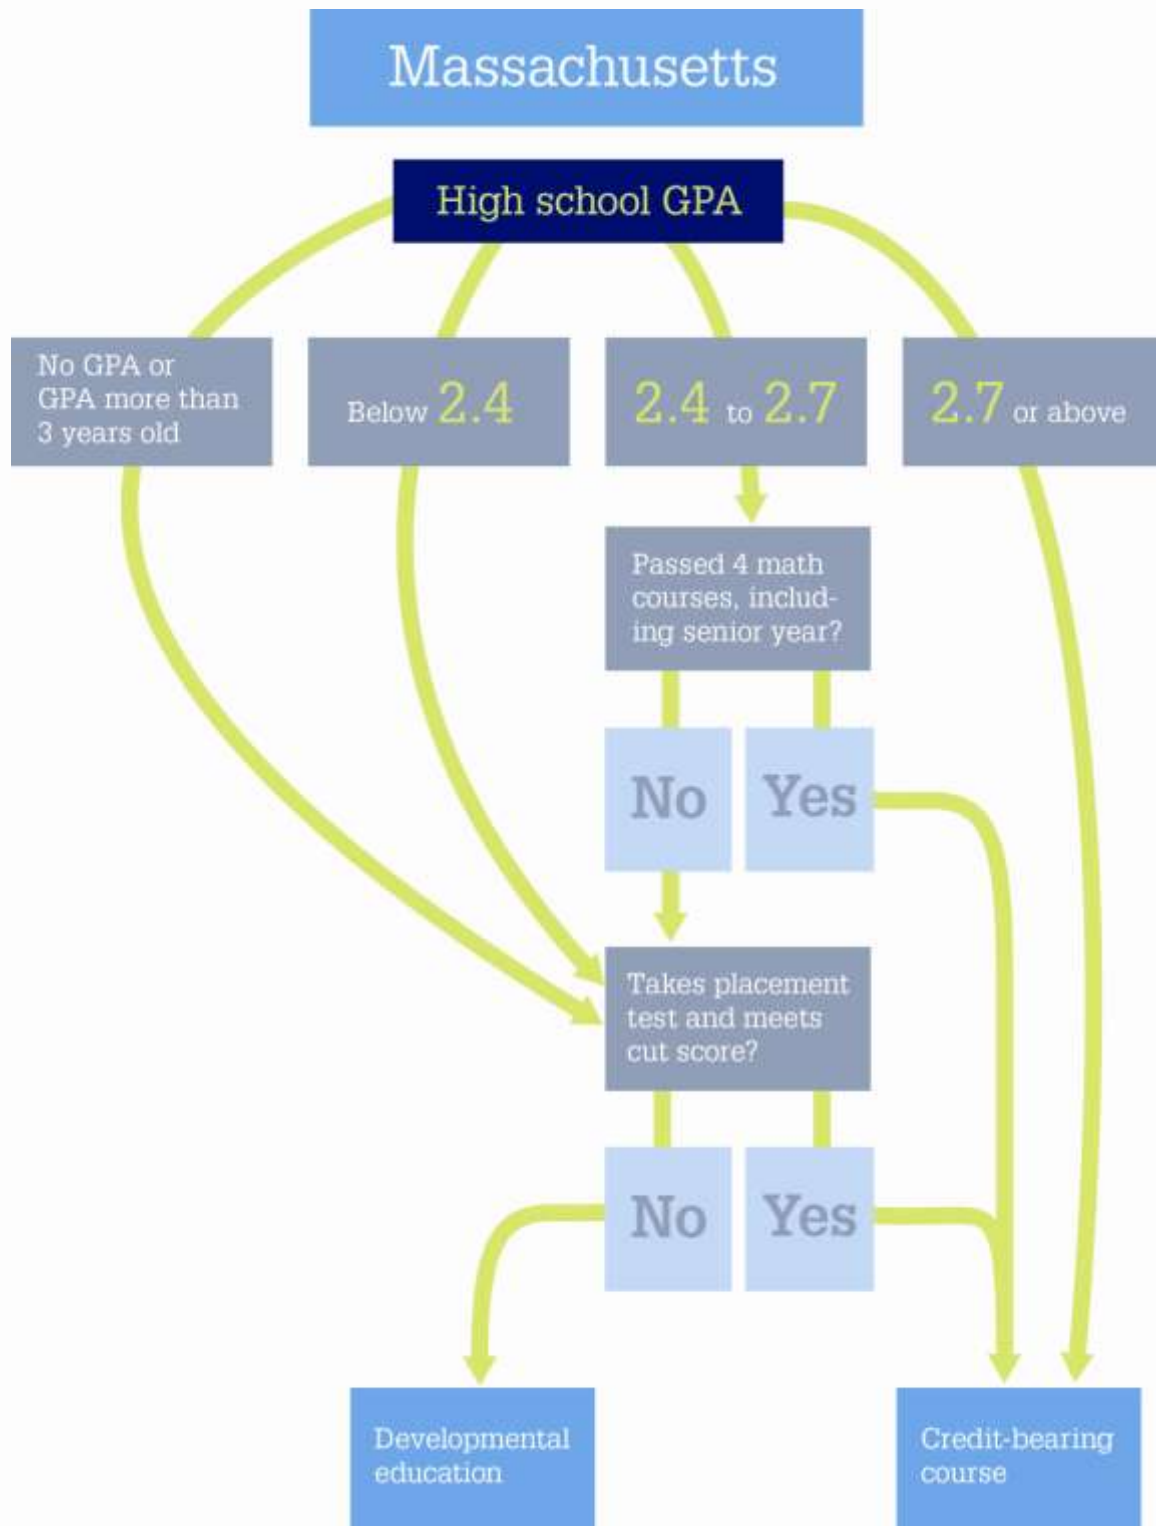 Massachusetts
High school GPA
No GPA or
GPA more than
3 years old
Below 2.4
2.4 to 2.7
2.7 or above
Passed 4 math
courses, includ-
ing senior year?
No
Yes
Takes placement
test and meets
cut score?
No
Yes
Developmental
education
Credit-bearing
course